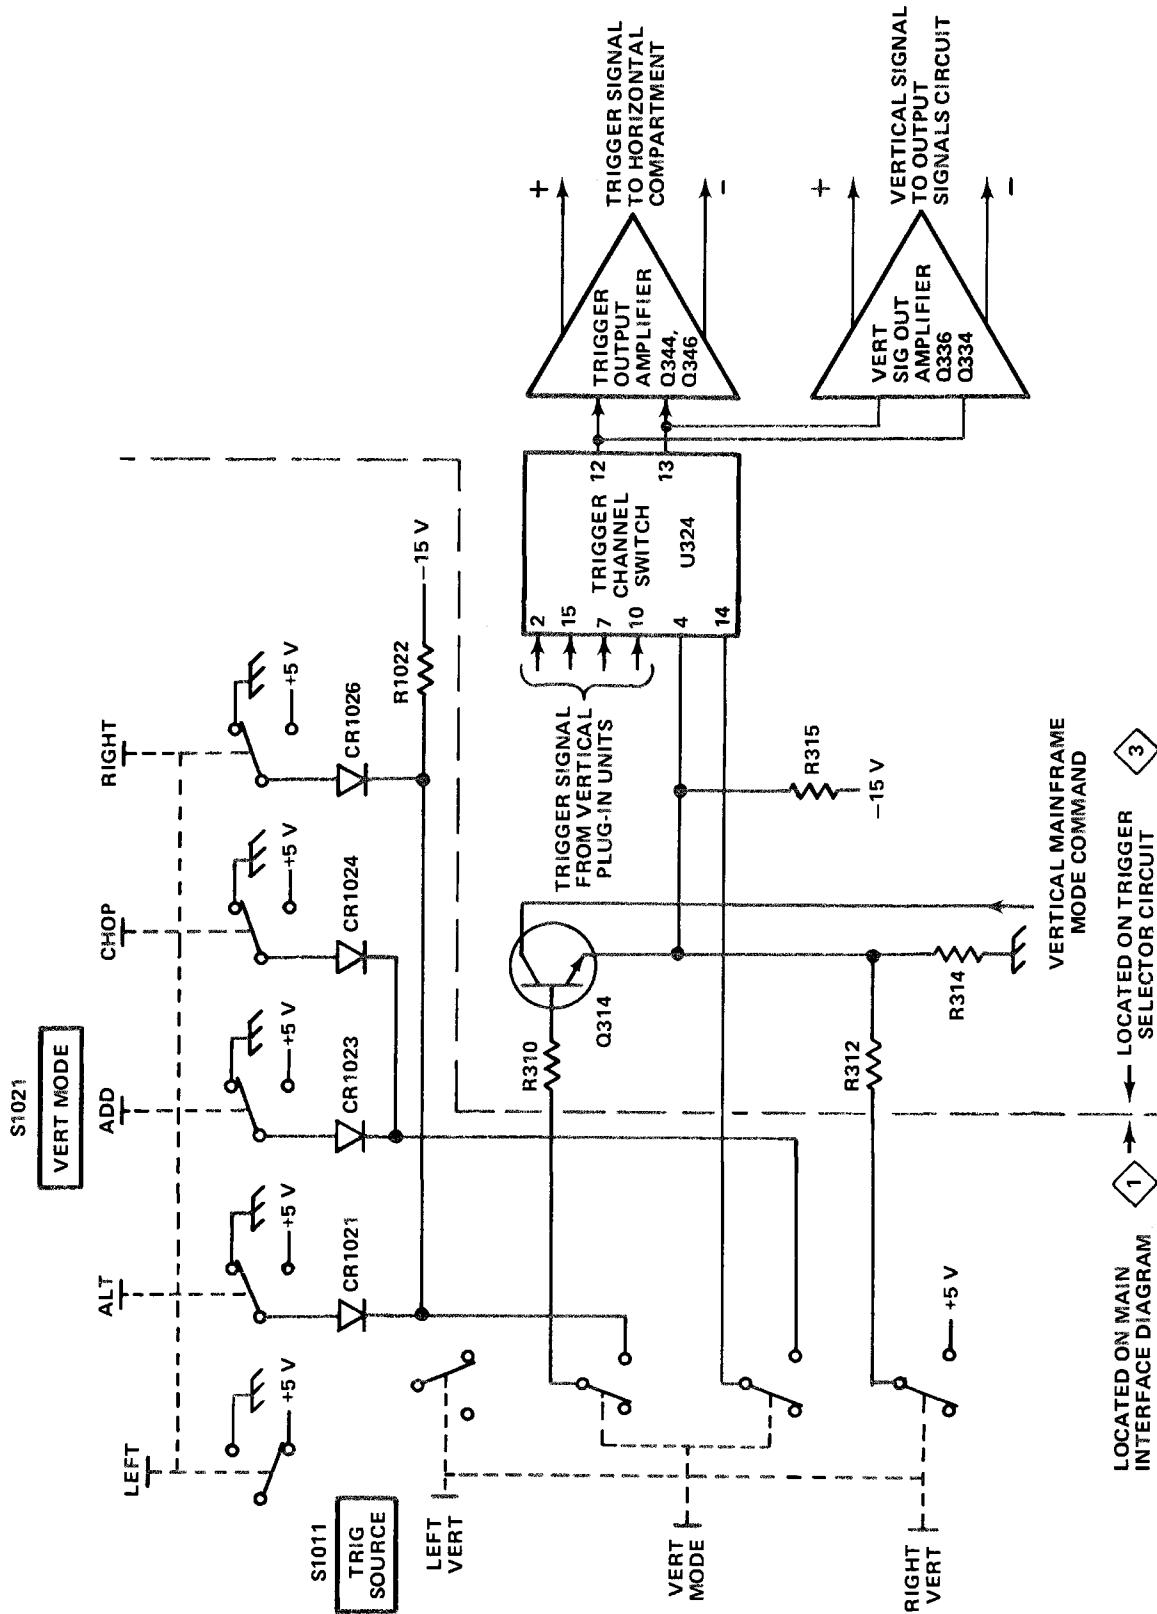 S1021
VERT MODE
LEFT
ALT
ADD
CHOP
RIGHT
+5 V
+5 V
+5 V
+5 V
+5 V
CR1021
CR1023
CR1024
CR1026
R1022
−15 V
S1011
TRIG
SOURCE
LEFT
VERT
VERT
MODE
RIGHT
VERT
+5 V
R310
Q314
R312
R314
R315
−15 V
VERTICAL MAINFRAME
MODE COMMAND
TRIGGER SIGNAL
FROM VERTICAL
PLUG-IN UNITS
2
15
7
10
4
14
TRIGGER
CHANNEL
SWITCH
U324
12
13
TRIGGER
OUTPUT
AMPLIFIER
Q344,
Q346
+
−
TRIGGER SIGNAL
TO HORIZONTAL
COMPARTMENT
VERT
SIG OUT
AMPLIFIER
Q336
Q334
+
−
VERTICAL SIGNAL
TO OUTPUT
SIGNALS CIRCUIT
LOCATED ON MAIN
INTERFACE DIAGRAM
1
LOCATED ON TRIGGER
SELECTOR CIRCUIT
3